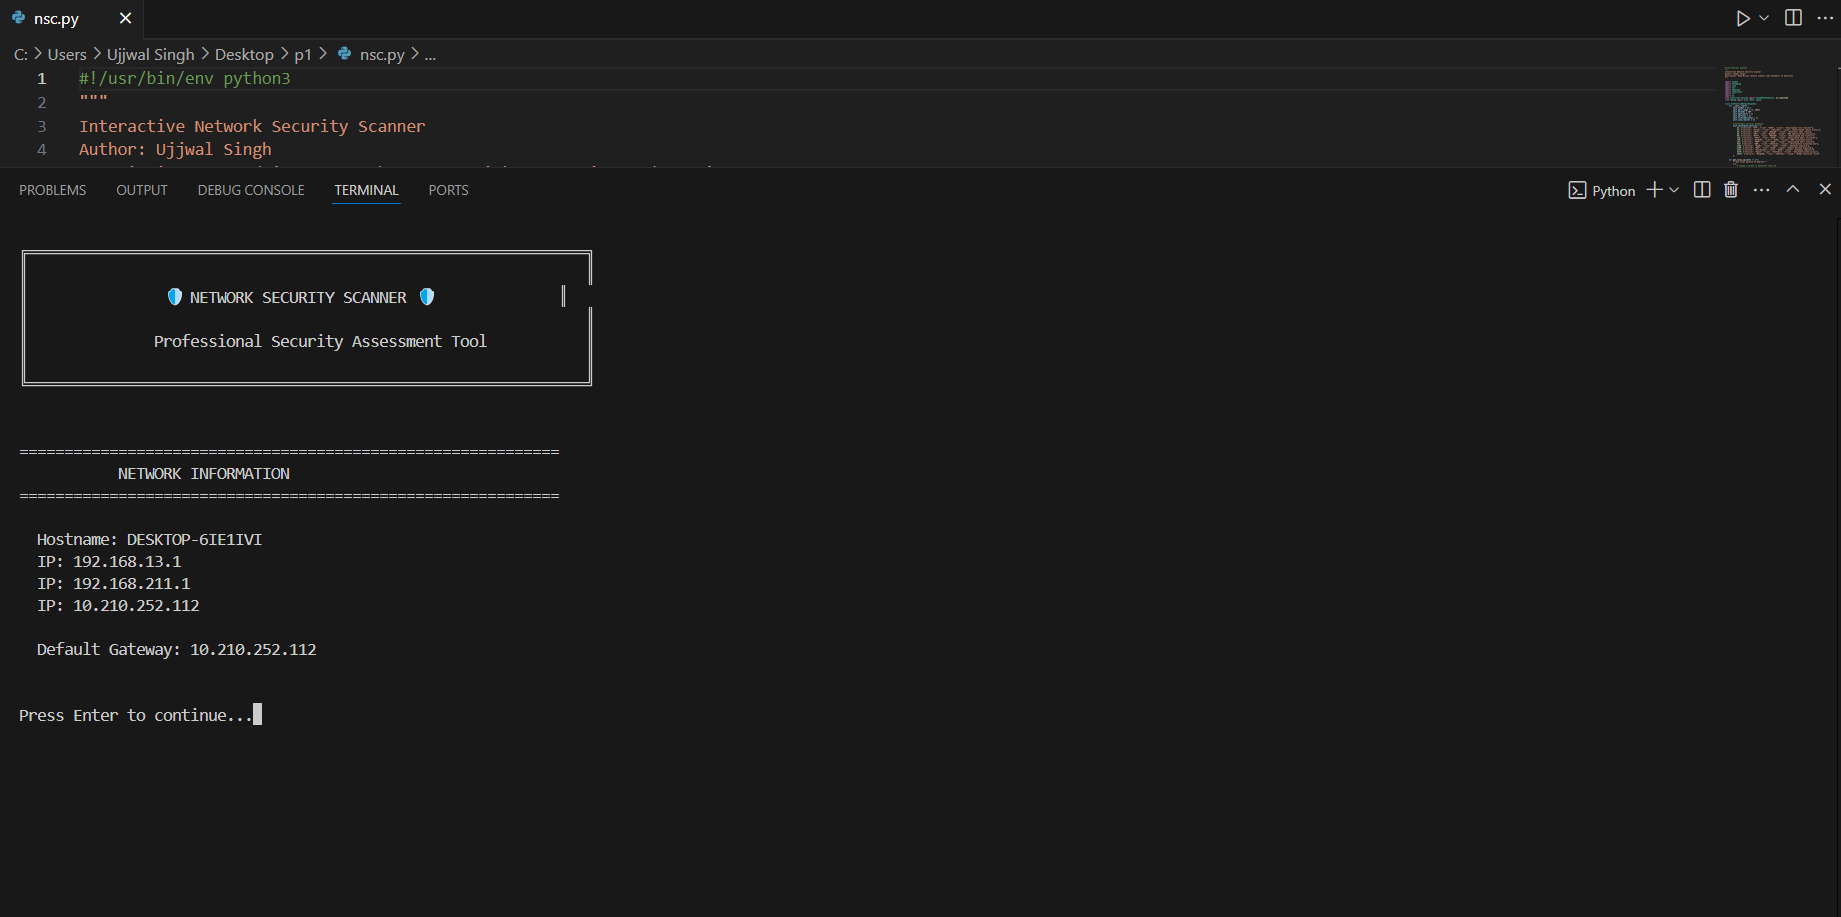 nsc.py
C: > Users > Ujjwal Singh > Desktop > p1 > nsc.py > ...
1 #!/usr/bin/env python3
2 """
3 Interactive Network Security Scanner
4 Author: Ujjwal Singh
PROBLEMS OUTPUT DEBUG CONSOLE TERMINAL PORTS
Python
🛡️ NETWORK SECURITY SCANNER 🛡️
Professional Security Assessment Tool
============================================================
NETWORK INFORMATION
============================================================
Hostname: DESKTOP-6IE1IVI
IP: 192.168.13.1
IP: 192.168.211.1
IP: 10.210.252.112
Default Gateway: 10.210.252.112
Press Enter to continue...